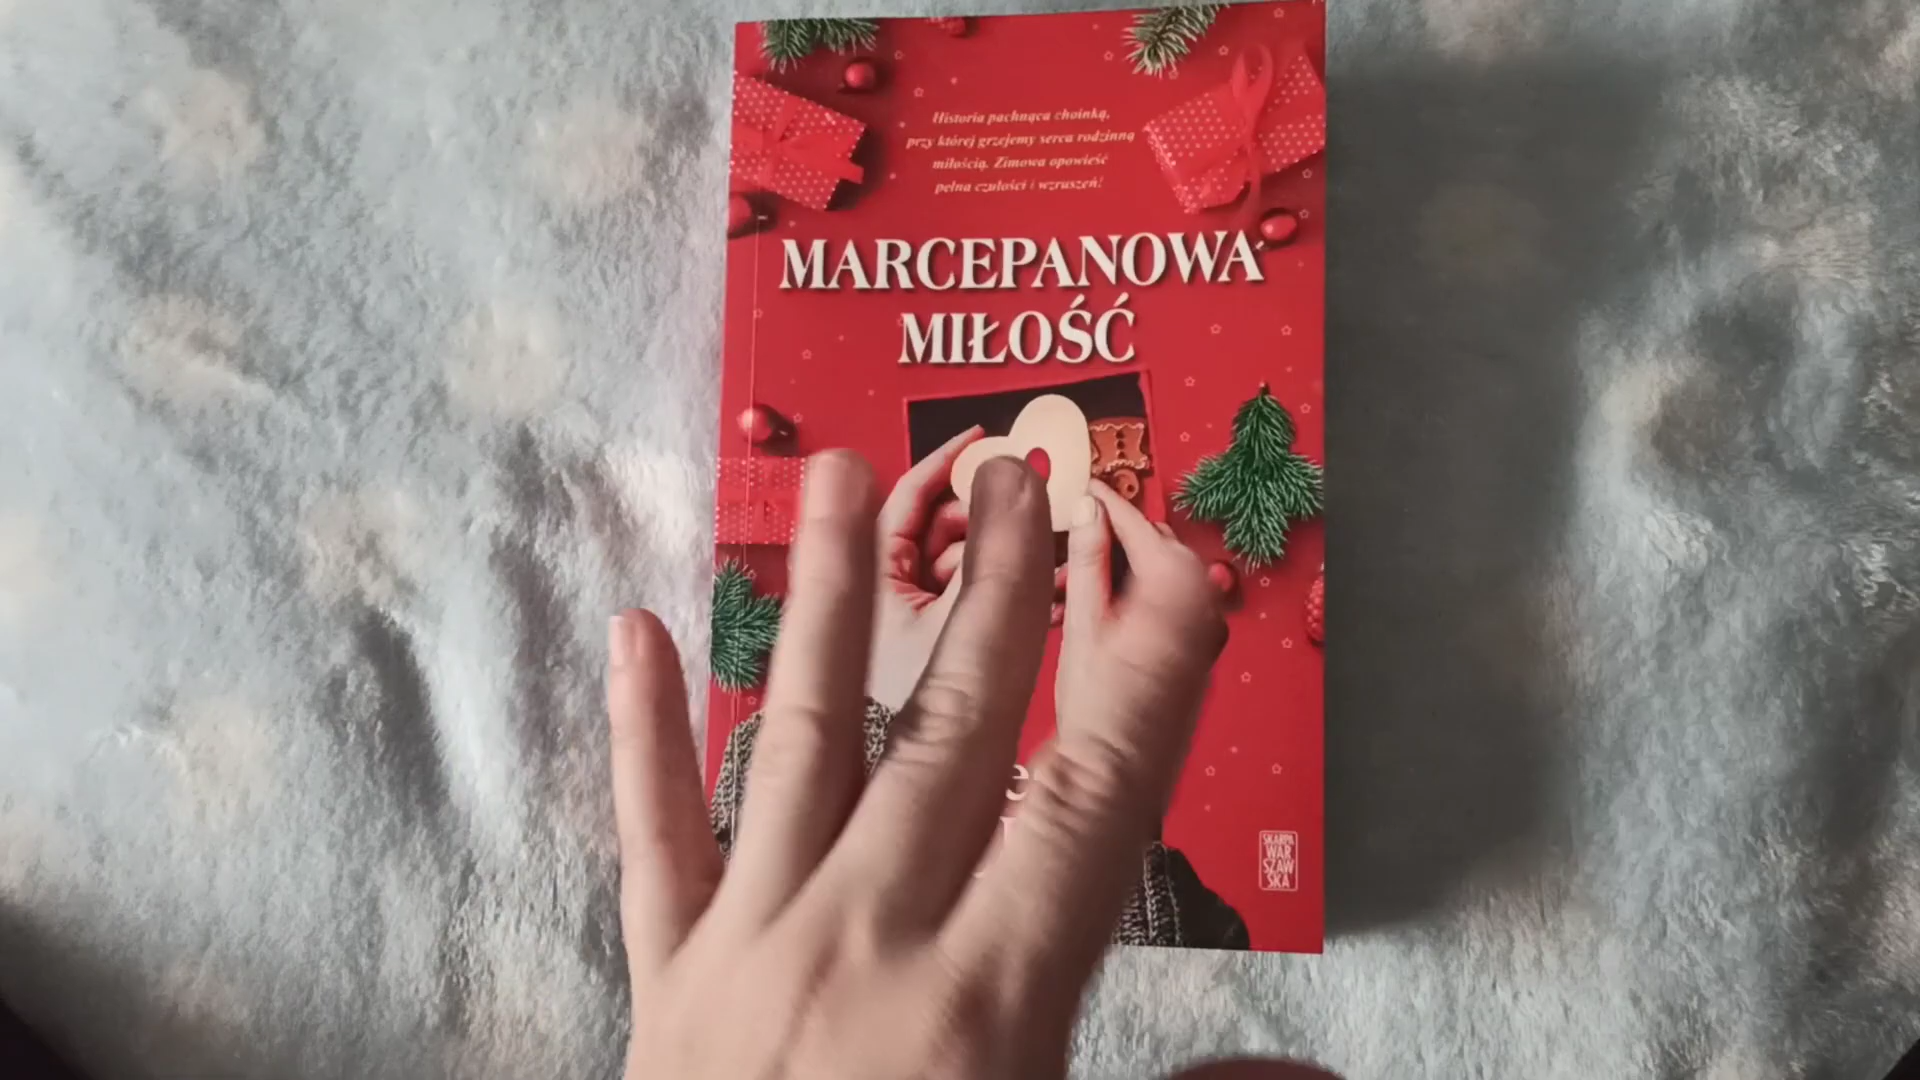 Historia pachnąca choinką,
przy której grzejemy serca rodzinną
miłością. Zimowa opowieść
pełna czułości i wzruszeń!
MARCEPANOWA
MIŁOŚĆ
SKARPA
WAR
SZAW
SKA